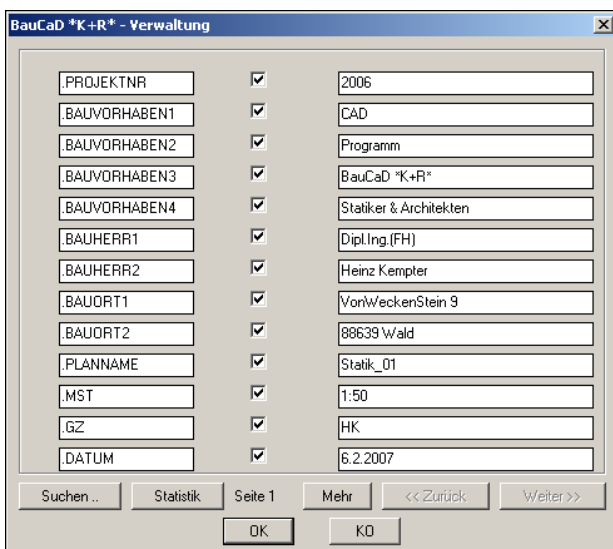 BauCaD *K+R* - Verwaltung
.PROJEKTNR 2006
.BAUVORHABEN1 CAD
.BAUVORHABEN2 Programm
.BAUVORHABEN3 BauCaD *K+R*
.BAUVORHABEN4 Statiker & Architekten
.BAUHERR1 Dipl.Ing.(FH)
.BAUHERR2 Heinz Kempter
.BAUORT1 VonWeckenStein 9
.BAUORT2 88639 Wald
.PLANNAME Statik_01
.MST 1:50
.GZ HK
.DATUM 6.2.2007
Suchen .. Statistik Seite 1 Mehr << Zurück Weiter >>
OK KO